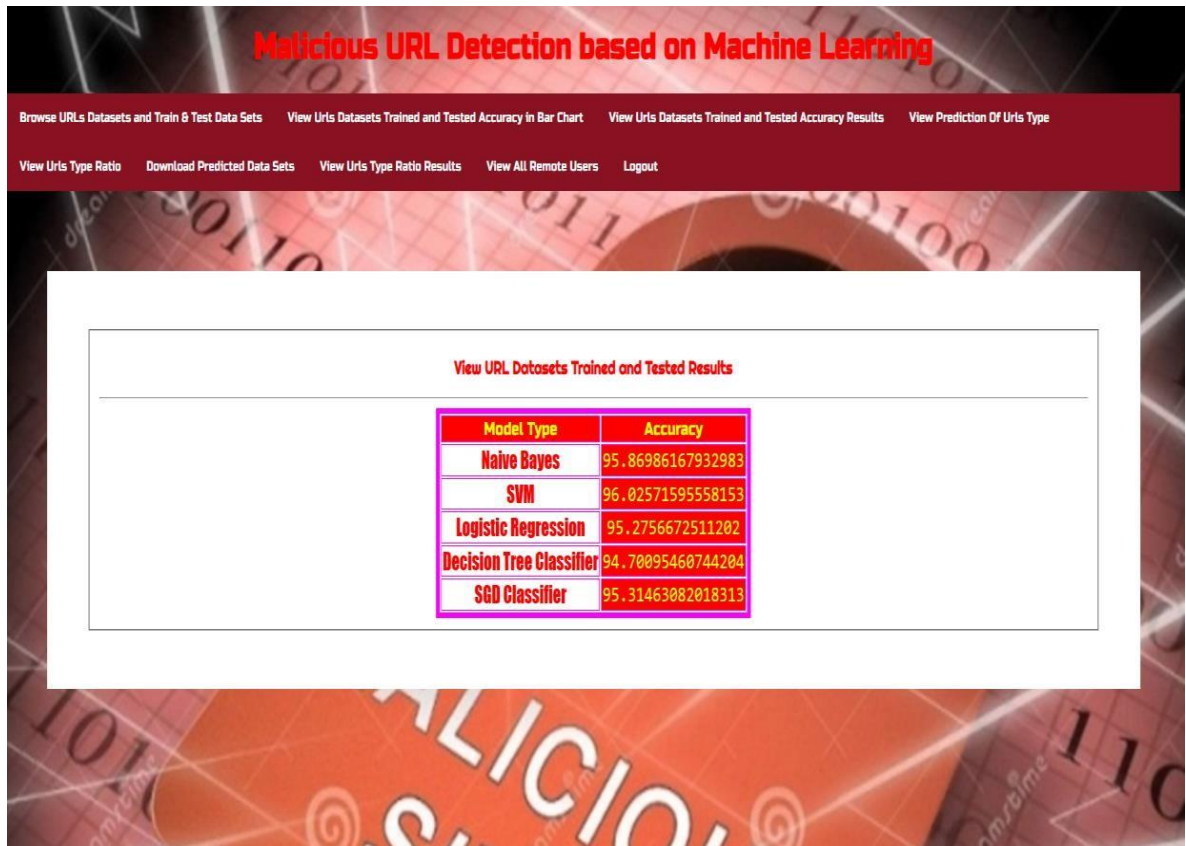 Malicious URL Detection based on Machine Learning
Browse URLs Datasets and Train & Test Data Sets View Urls Datasets Trained and Tested Accuracy in Bar Chart View Urls Datasets Trained and Tested Accuracy Results View Prediction Of Urls Type
View Urls Type Ratio Download Predicted Data Sets View Urls Type Ratio Results View All Remote Users Logout
View URL Datasets Trained and Tested Results
Model Type Accuracy
Naive Bayes 95.86986167932983
SVM 96.02571595558153
Logistic Regression 95.2756672511202
Decision Tree Classifier 94.70095460744204
SGD Classifier 95.31463082018313